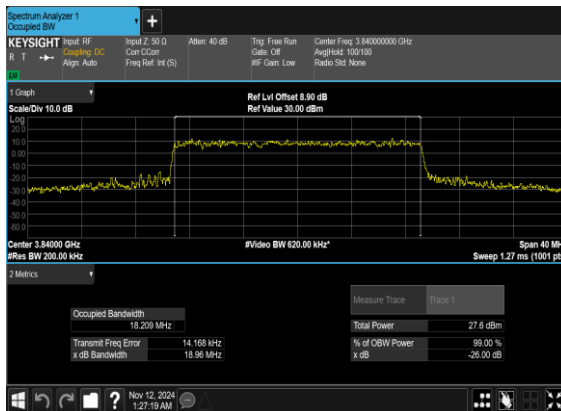 Spectrum Analyzer 1
Occupied BW
+
KEYSIGHT Input: RF Input Z: 50 Ω Atten: 40 dB Trig: Free Run Center Freq: 3.840000000 GHz
R T Coupling: DC Corr CCorr Gate: Off Avg|Hold: 100/100
Align: Auto Freq Ref: Int (S) #IF Gain: Low Radio Std: None
1 Graph
Scale/Div 10.0 dB Ref Lvl Offset 8.90 dB
Ref Value 30.00 dBm
Log
20.0
10.0
0.00
-10.0
-20.0
-30.0
-40.0
-50.0
-60.0
Center 3.84000 GHz #Video BW 620.00 kHz* Span 40 MH
#Res BW 200.00 kHz Sweep 1.27 ms (1001 pt
2 Metrics
Measure Trace Trace 1
Occupied Bandwidth
18.209 MHz Total Power 27.6 dBm
Transmit Freq Error 14.168 kHz % of OBW Power 99.00 %
x dB Bandwidth 18.96 MHz x dB -26.00 dB
? Nov 12, 2024
1:27:19 AM